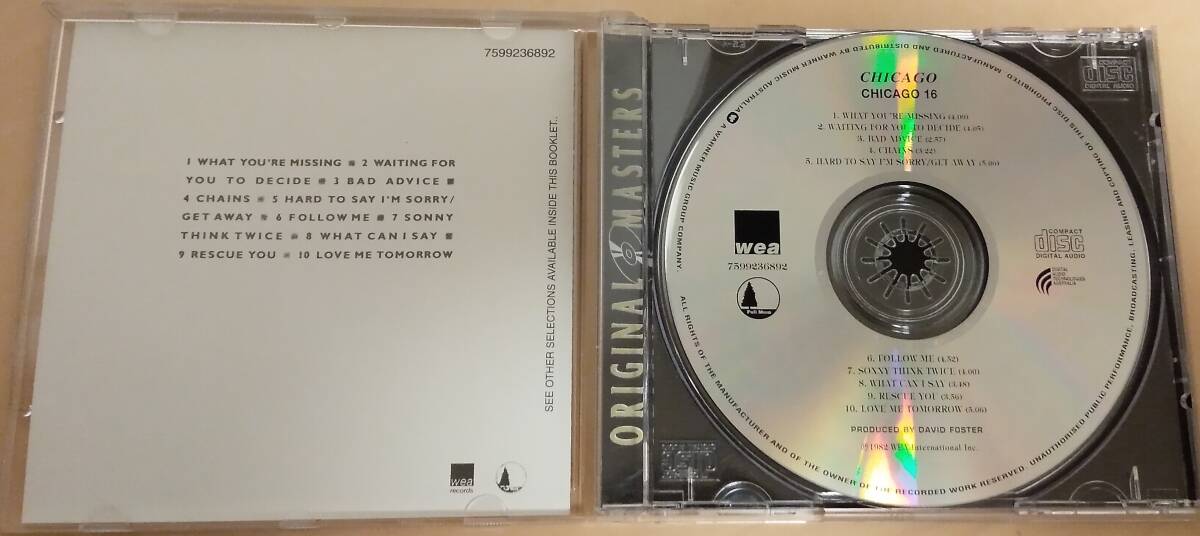 7599236892
1 WHAT YOU'RE MISSING ■ 2 WAITING FOR
YOU TO DECIDE ■ 3 BAD ADVICE ■
4 CHAINS ■ 5 HARD TO SAY I'M SORRY/
GET AWAY ■ 6 FOLLOW ME ■ 7 SONNY
THINK TWICE ■ 8 WHAT CAN I SAY ■
9 RESCUE YOU ■ 10 LOVE ME TOMORROW
SEE OTHER SELECTIONS AVAILABLE INSIDE THIS BOOKLET..
wea
records
ORIGINAL MASTERS
CHICAGO
CHICAGO 16
1. WHAT YOU'RE MISSING (4.09)
2. WAITING FOR YOU TO DECIDE (4.05)
3. BAD ADVICE (2.57)
4. CHAINS (3.22)
5. HARD TO SAY I'M SORRY/GET AWAY (5.06)
wea
7599236892
Full Moon
COMPACT
disc
DIGITAL AUDIO
DIGITAL
AUDIO
TECHNOLOGIES
AUSTRALIA
6. FOLLOW ME (4.52)
7. SONNY THINK TWICE (4.00)
8. WHAT CAN I SAY (3.48)
9. RESCUE YOU (3.56)
10. LOVE ME TOMORROW (5.06)
PRODUCED BY DAVID FOSTER
℗1982 WEA International Inc.
MANUFACTURED AND DISTRIBUTED BY WARNER MUSIC AUSTRALIA A WARNER MUSIC GROUP COMPANY.
ALL RIGHTS OF THE MANUFACTURER AND OF THE OWNER OF THE RECORDED WORK RESERVED. UNAUTHORISED PUBLIC PERFORMANCE, BROADCASTING, LEASING AND COPYING OF THIS DISC PROHIBITED.
COMPACT
disc
DIGITAL AUDIO